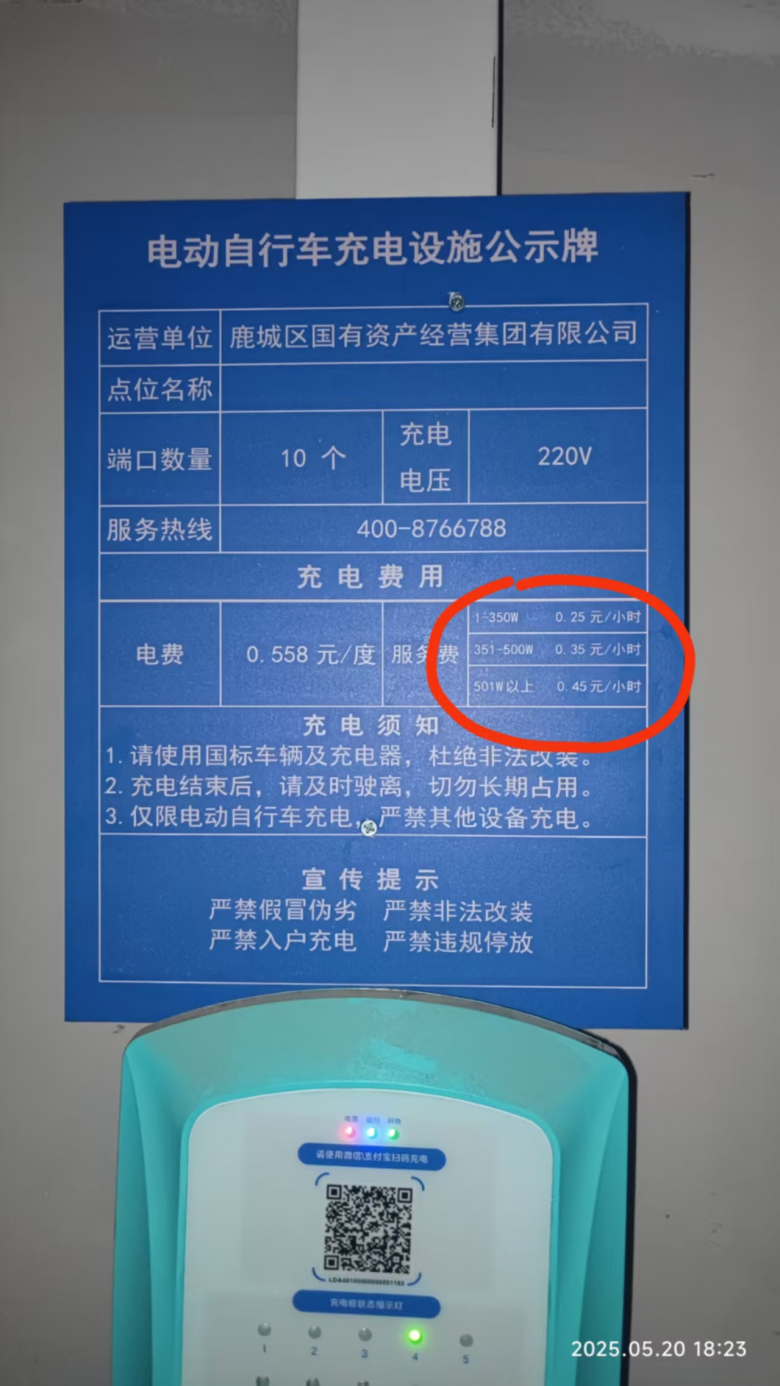 电动自行车充电设施公示牌
运营单位 鹿城区国有资产经营集团有限公司
点位名称
端口数量 10 个 充电电压 220V
服务热线 400-8766788
充电费用
电费 0.558 元/度 服务费
1-350W 0.25 元/小时
351-500W 0.35 元/小时
501W以上 0.45 元/小时
充电须知
1. 请使用国标车辆及充电器，杜绝非法改装。
2. 充电结束后，请及时驶离，切勿长期占用。
3. 仅限电动自行车充电，严禁其他设备充电。
宣传提示
严禁假冒伪劣 严禁非法改装
严禁入户充电 严禁违规停放
请使用微信\支付宝扫码充电
充电桩状态指示灯
1 2 3 4 5
2025.05.20 18:23